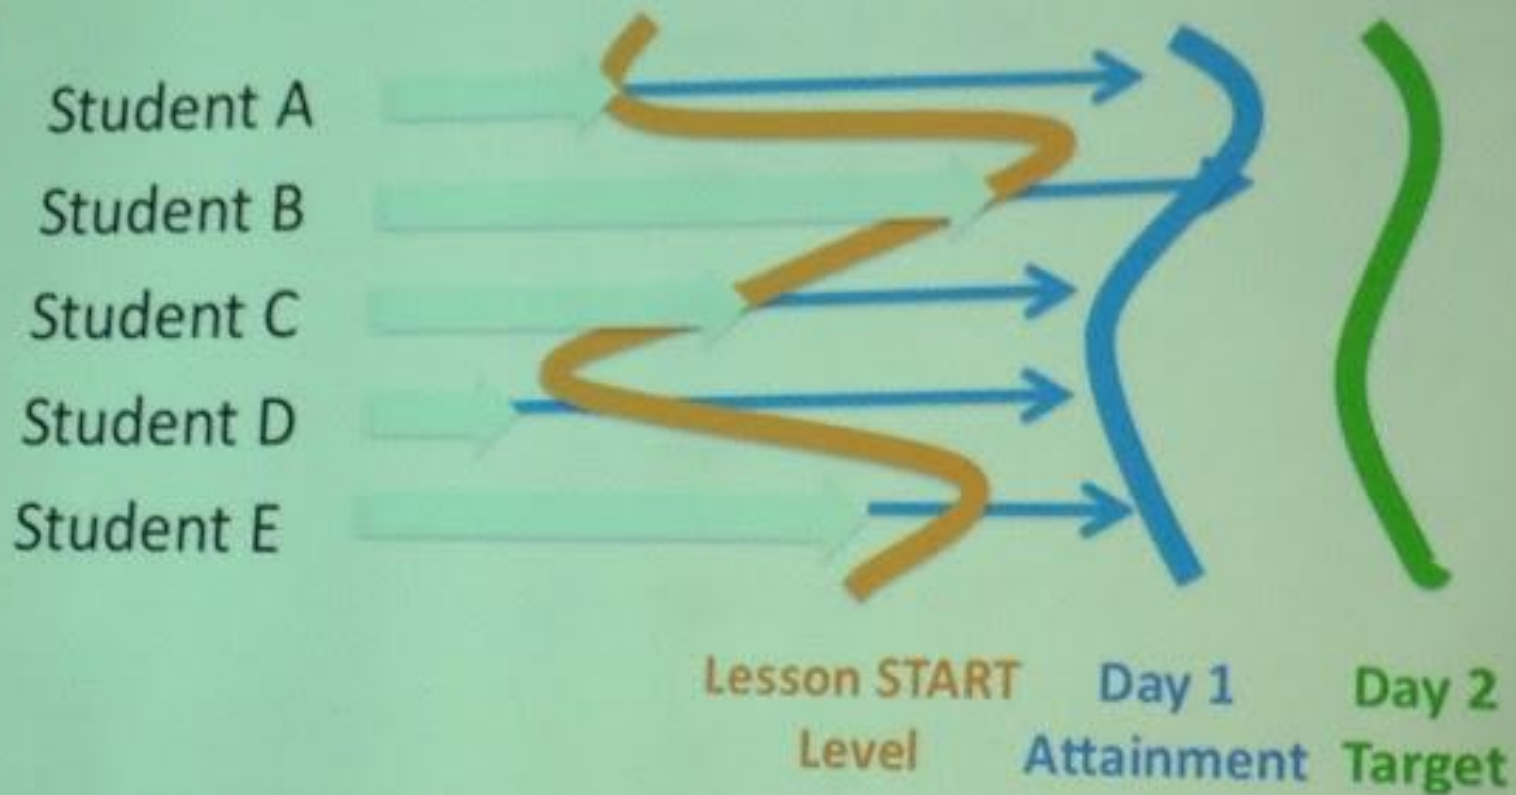 Student A
Student B
Student C
Student D
Student E
Lesson START
Level
Day 1
Attainment
Day 2
Target